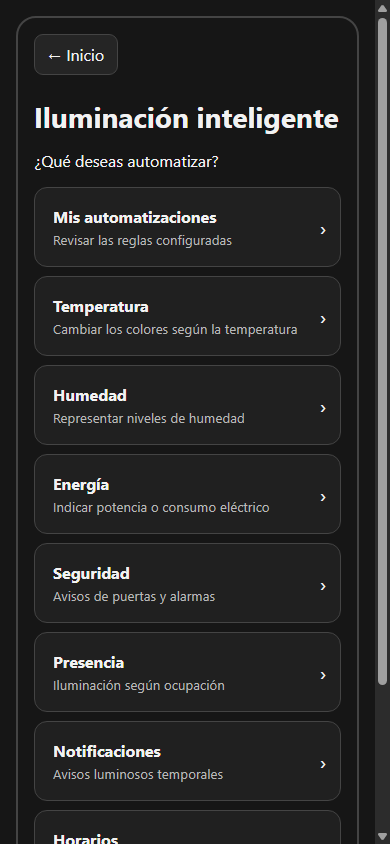 ← Inicio
Iluminación inteligente
¿Qué deseas automatizar?
Mis automatizaciones
Revisar las reglas configuradas
›
Temperatura
Cambiar los colores según la temperatura
›
Humedad
Representar niveles de humedad
›
Energía
Indicar potencia o consumo eléctrico
›
Seguridad
Avisos de puertas y alarmas
›
Presencia
Iluminación según ocupación
›
Notificaciones
Avisos luminosos temporales
›
Horarios